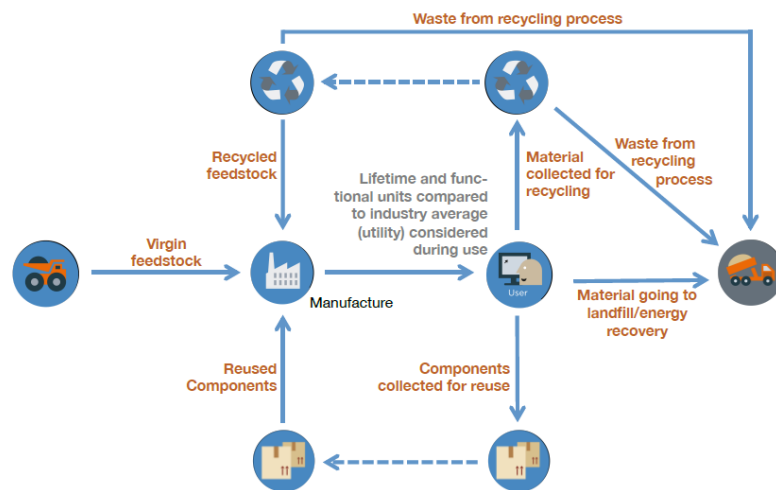 Waste from recycling process
Recycled
feedstock
Lifetime and func-
tional units compared
to industry average
(utility) considered
during use
Material
collected for
recycling
Waste from
recycling
process
Virgin
feedstock
Manufacture
User
Material going to
landfill/energy
recovery
Reused
Components
Components
collected for reuse